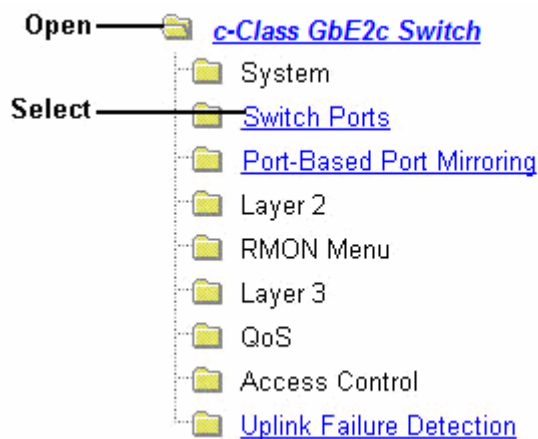 Open c-Class GbE2c Switch
System
Select Switch Ports
Port-Based Port Mirroring
Layer 2
RMON Menu
Layer 3
QoS
Access Control
Uplink Failure Detection